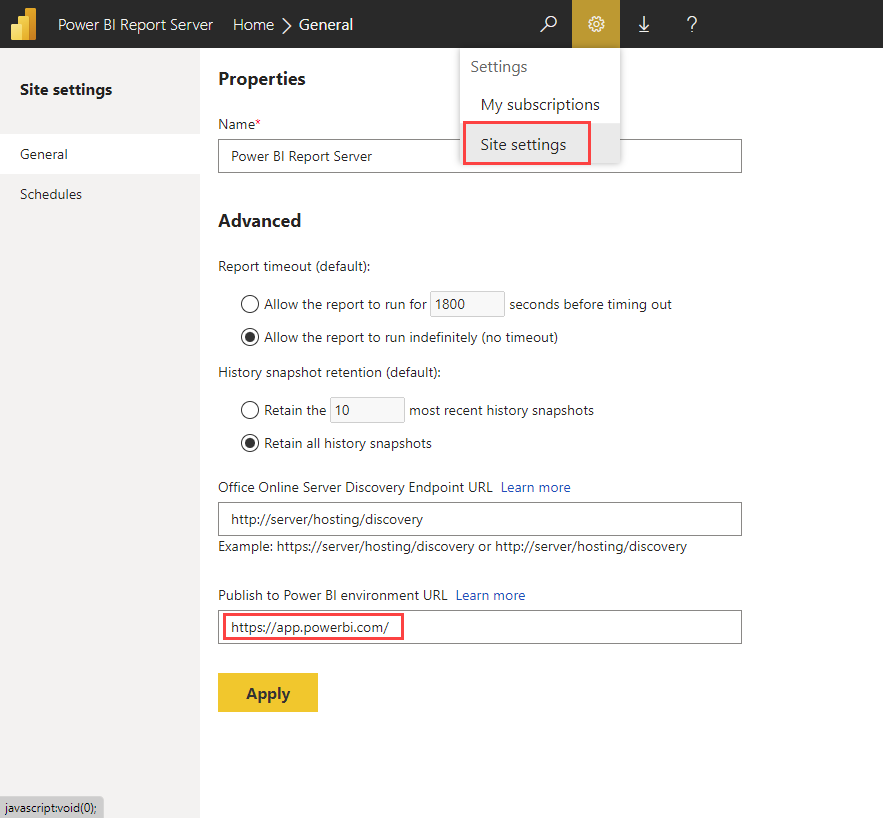 Power BI Report Server Home General ?
Settings
My subscriptions
Site settings
Site settings
General
Schedules
Properties
Name*
Power BI Report Server
Advanced
Report timeout (default):
Allow the report to run for 1800 seconds before timing out
Allow the report to run indefinitely (no timeout)
History snapshot retention (default):
Retain the 10 most recent history snapshots
Retain all history snapshots
Office Online Server Discovery Endpoint URL Learn more
http://server/hosting/discovery
Example: https://server/hosting/discovery or http://server/hosting/discovery
Publish to Power BI environment URL Learn more
https://app.powerbi.com/
Apply
javascript:void(0);